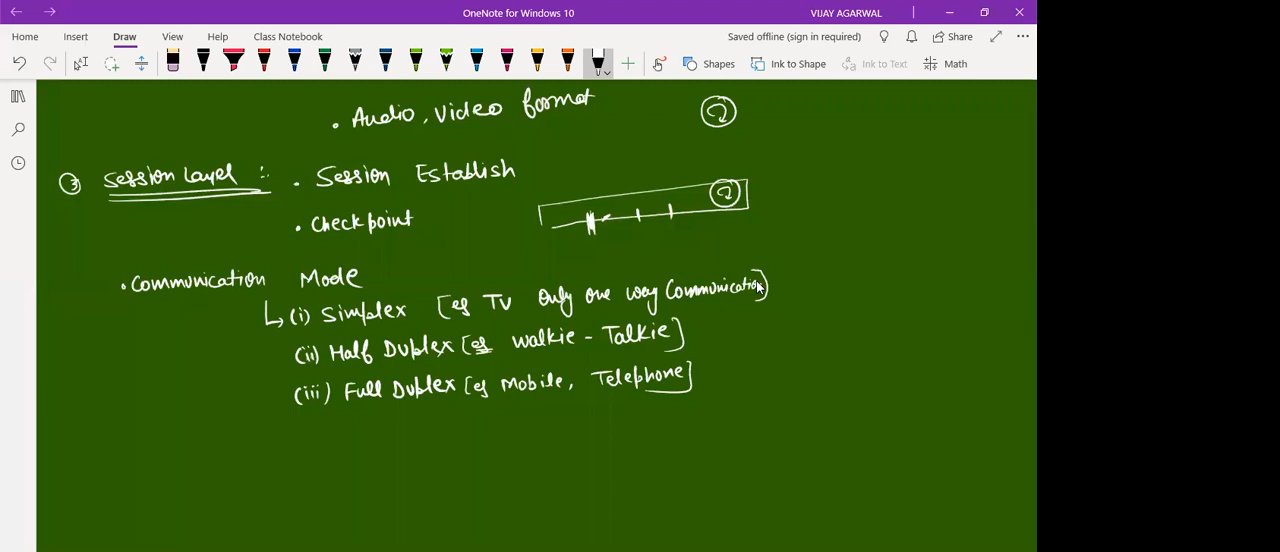 OneNote for Windows 10
VIJAY AGARWAL
Home Insert Draw View Help Class Notebook
Saved offline (sign in required)
Share
Shapes
Ink to Shape
Ink to Text
Math
• Audio, Video format
③ Session Layer :- • Session Establish
• Checkpoint
• Communication Mode
(i) Simplex [eg TV only one way Communication]
(ii) Half Duplex [eg Walkie - Talkie]
(iii) Full Duplex [eg Mobile, Telephone]